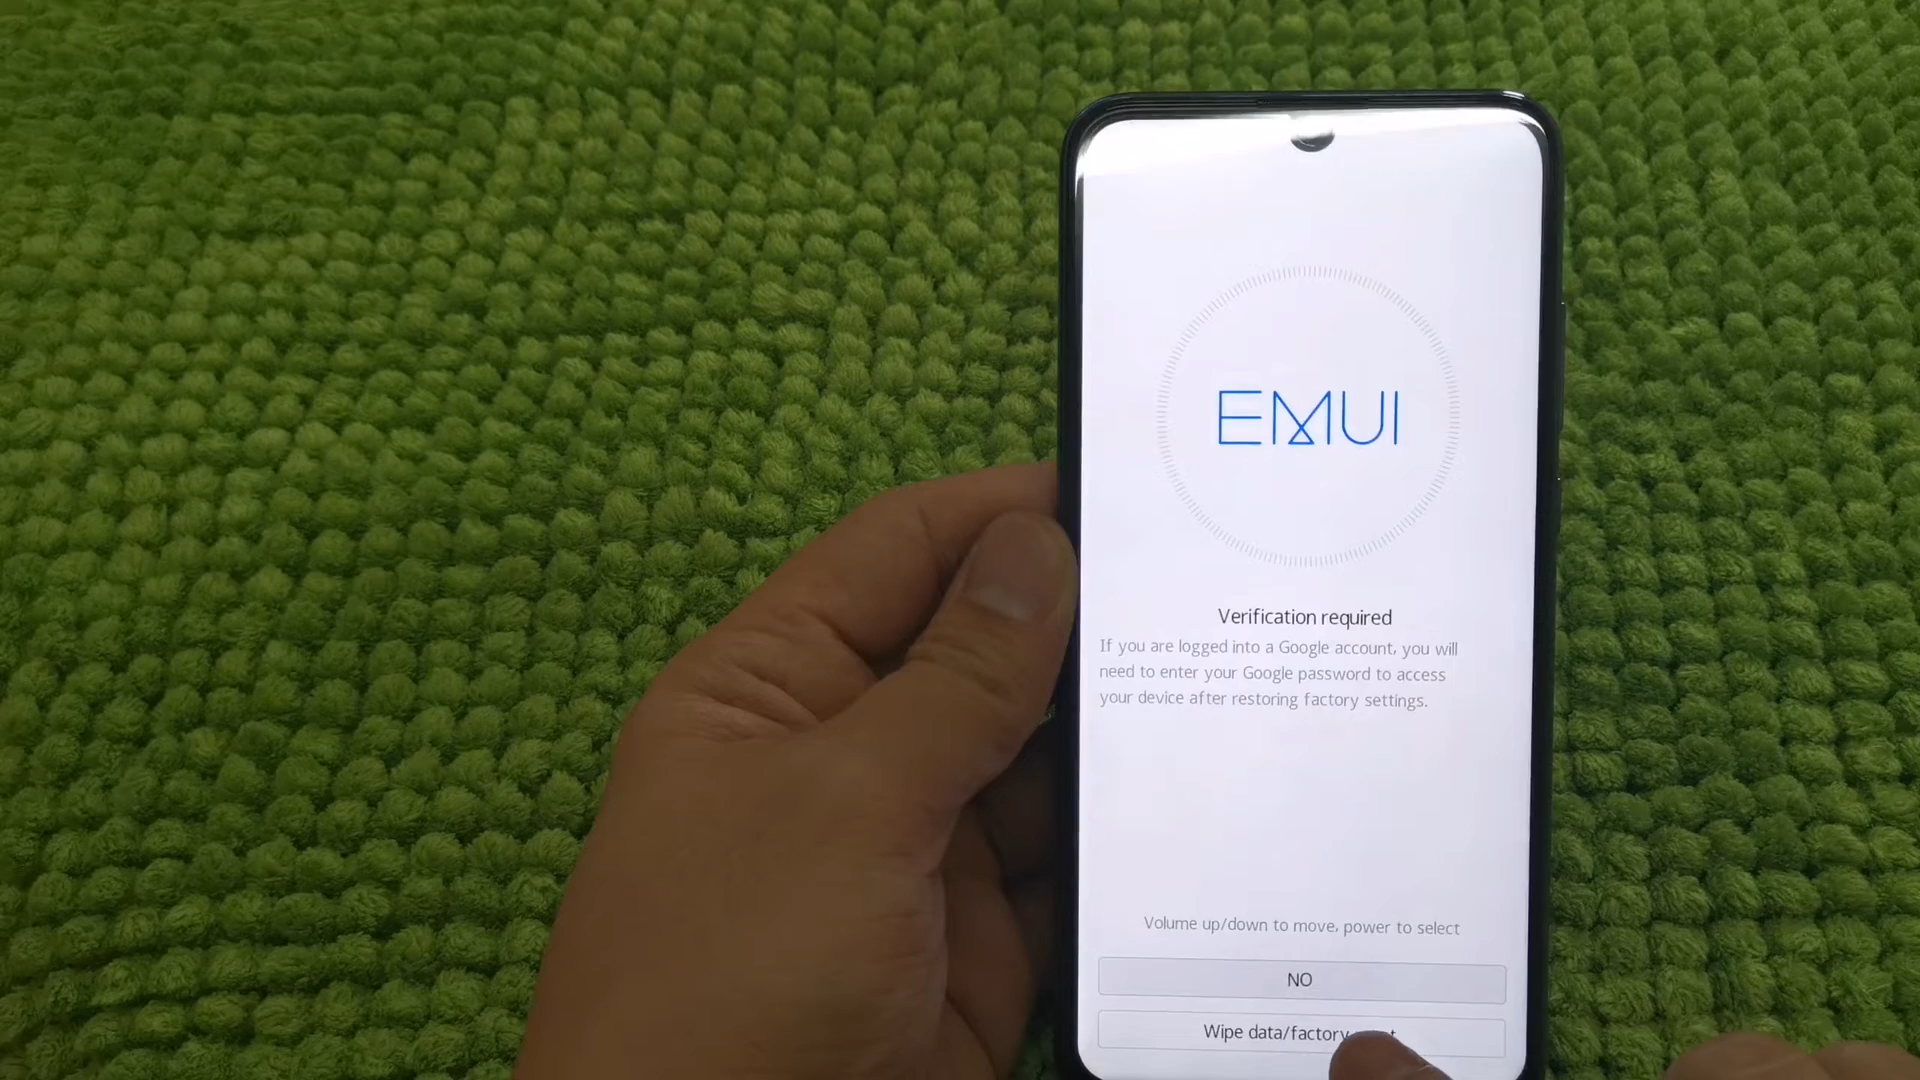 EMUI
Verification required
If you are logged into a Google account, you will
need to enter your Google password to access
your device after restoring factory settings.
Volume up/down to move, power to select
NO
Wipe data/factory